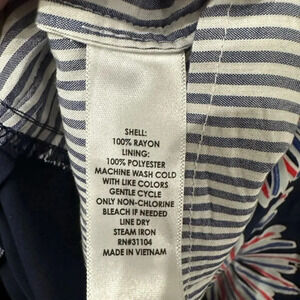 SHELL:
100% RAYON
LINING:
100% POLYESTER
MACHINE WASH COLD
WITH LIKE COLORS
GENTLE CYCLE
ONLY NON-CHLORINE
BLEACH IF NEEDED
LINE DRY
STEAM IRON
RN#31104
MADE IN VIETNAM